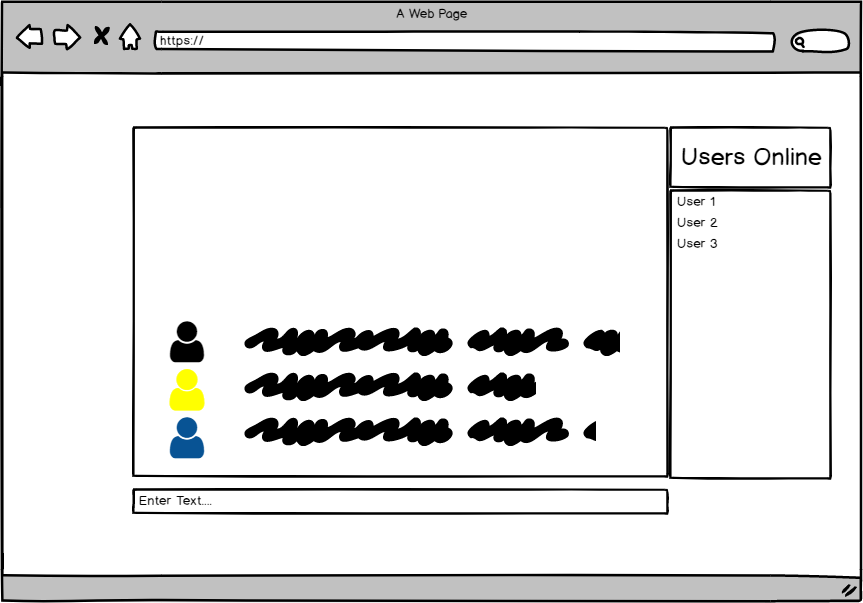 A Web Page
https://
Users Online
User 1
User 2
User 3
Enter Text....